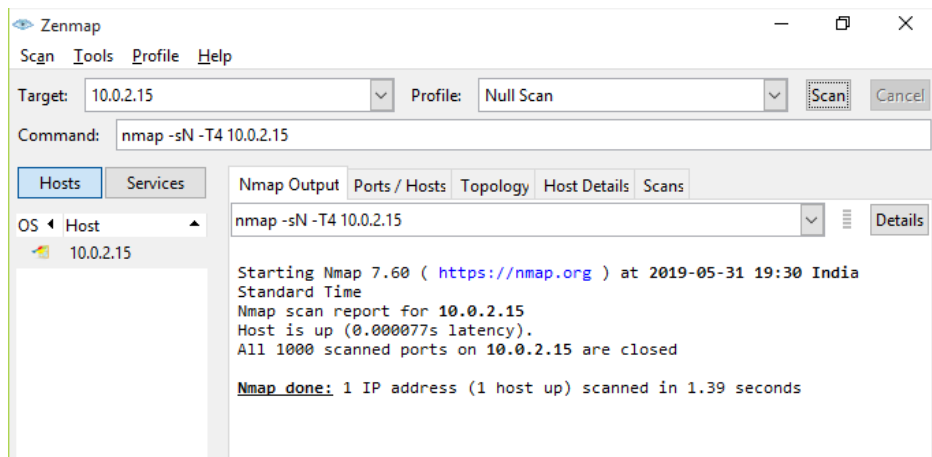 Zenmap
Scan Tools Profile Help
Target: 10.0.2.15 Profile: Null Scan Scan Cancel
Command: nmap -sN -T4 10.0.2.15
Hosts Services Nmap Output Ports / Hosts Topology Host Details Scans
OS Host nmap -sN -T4 10.0.2.15 Details
10.0.2.15
Starting Nmap 7.60 ( https://nmap.org ) at 2019-05-31 19:30 India
Standard Time
Nmap scan report for 10.0.2.15
Host is up (0.000077s latency).
All 1000 scanned ports on 10.0.2.15 are closed
Nmap done: 1 IP address (1 host up) scanned in 1.39 seconds